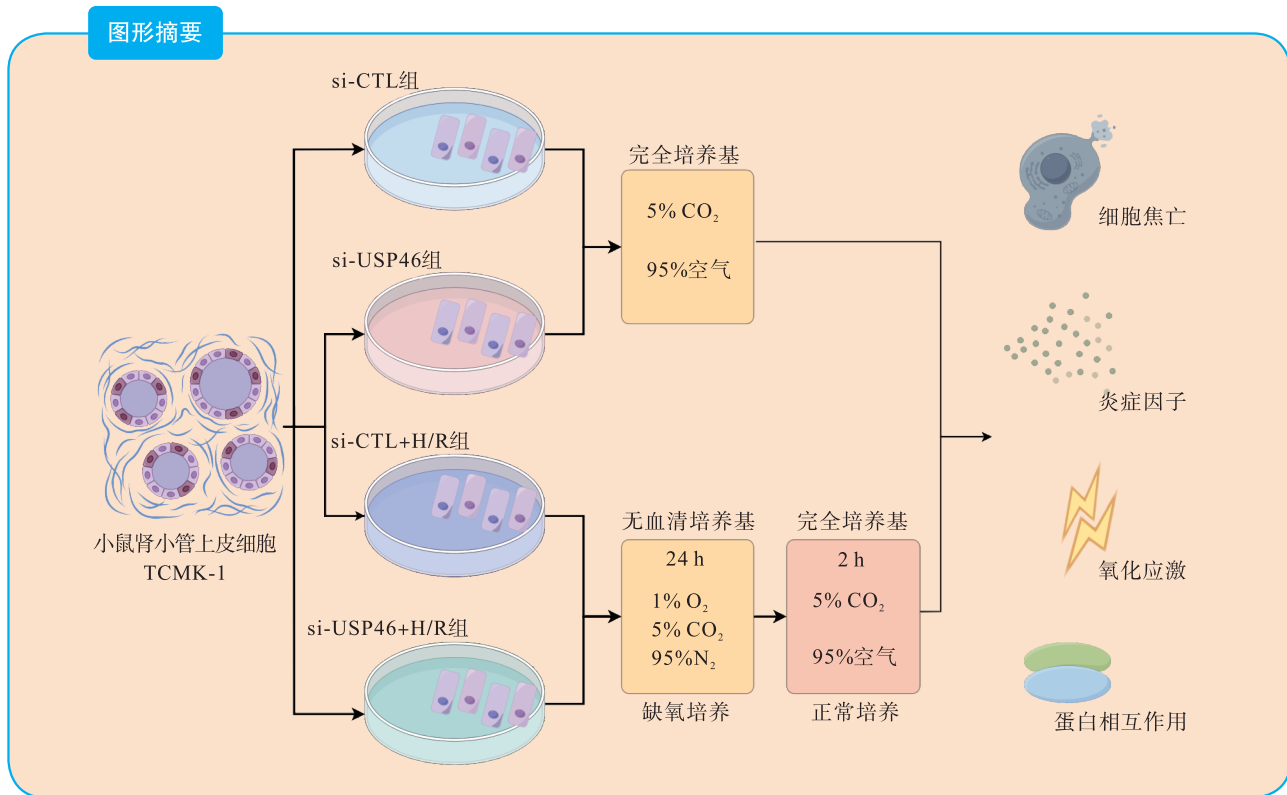 图形摘要
si-CTL组
si-USP46组
si-CTL+H/R组
si-USP46+H/R组
小鼠肾小管上皮细胞
TCMK-1
完全培养基
5% CO₂
95%空气
无血清培养基
24 h
1% O₂
5% CO₂
95%N₂
缺氧培养
完全培养基
2 h
5% CO₂
95%空气
正常培养
细胞焦亡
炎症因子
氧化应激
蛋白相互作用